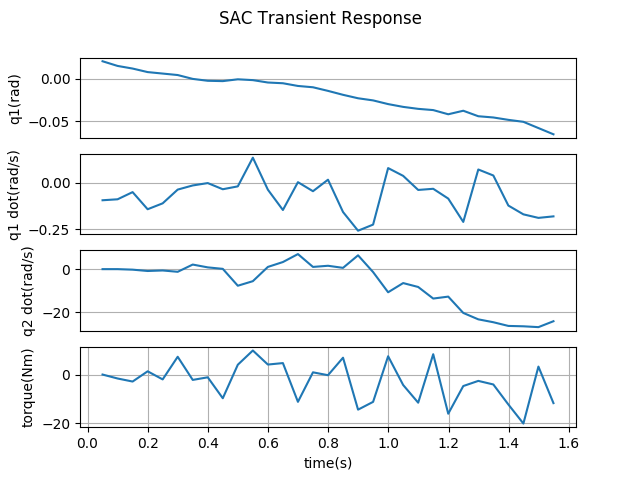 SAC Transient Response
q1(rad)
0.00
−0.05
q1 dot(rad/s)
0.00
−0.25
q2 dot(rad/s)
0
−20
torque(Nm)
0
−20
0.0 0.2 0.4 0.6 0.8 1.0 1.2 1.4 1.6
time(s)